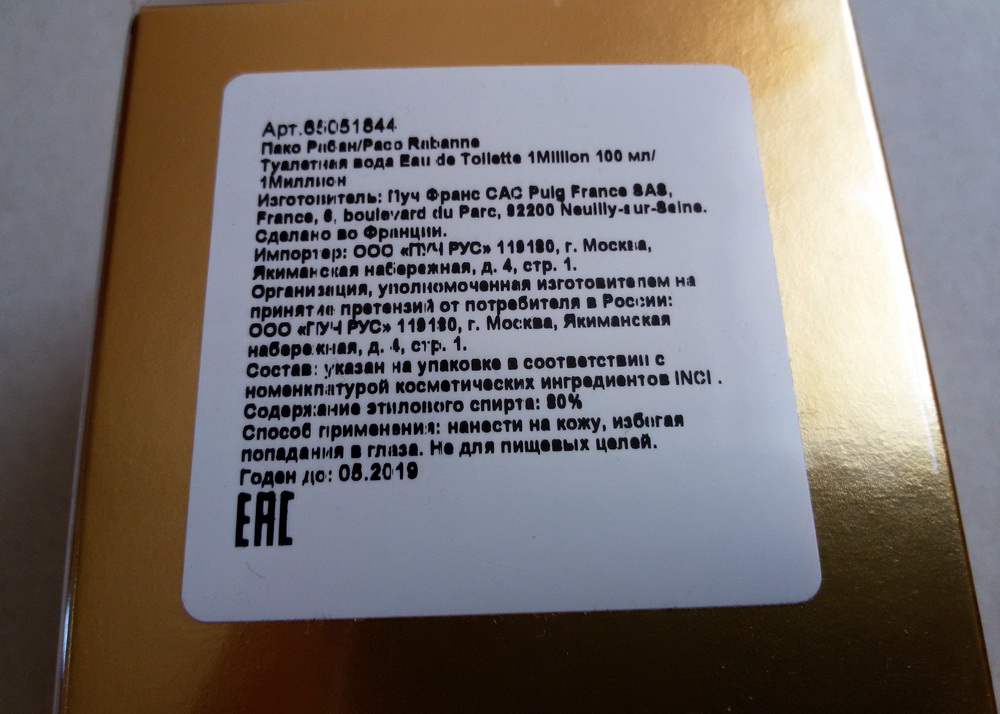 Арт.65051844
Пако Рабан/Paco Rabanne
Туалетная вода Eau de Toilette 1Million 100 мл/
1Миллион
Изготовитель: Пуч Франс САС Puig France SAS,
France, 6, boulevard du Parc, 92200 Neuilly-sur-Seine.
Сделано во Франции.
Импортер: ООО «ПУЧ РУС» 119180, г. Москва,
Якиманская набережная, д. 4, стр. 1.
Организация, уполномоченная изготовителем на
принятие претензий от потребителя в России:
ООО «ПУЧ РУС» 119180, г. Москва, Якиманская
набережная, д. 4, стр. 1.
Состав: указан на упаковке в соответствии с
номенклатурой косметических ингредиентов INCI .
Содержание этилового спирта: 80%
Способ применения: нанести на кожу, избегая
попадания в глаза. Не для пищевых целей.
Годен до: 05.2019
EAC